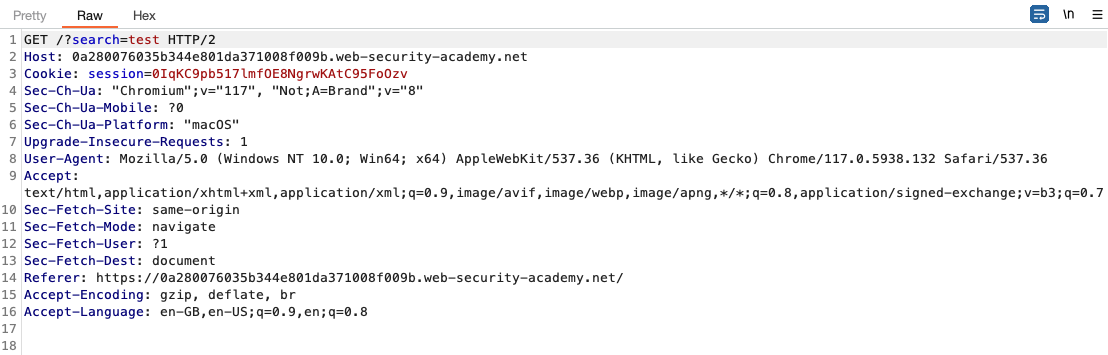 Pretty Raw Hex \n
1 GET /?search=test HTTP/2
2 Host: 0a280076035b344e801da371008f009b.web-security-academy.net
3 Cookie: session=0IqKC9pb517lmfOE8NgrwKAtC95FoOzv
4 Sec-Ch-Ua: "Chromium";v="117", "Not;A=Brand";v="8"
5 Sec-Ch-Ua-Mobile: ?0
6 Sec-Ch-Ua-Platform: "macOS"
7 Upgrade-Insecure-Requests: 1
8 User-Agent: Mozilla/5.0 (Windows NT 10.0; Win64; x64) AppleWebKit/537.36 (KHTML, like Gecko) Chrome/117.0.5938.132 Safari/537.36
9 Accept:
text/html,application/xhtml+xml,application/xml;q=0.9,image/avif,image/webp,image/apng,*/*;q=0.8,application/signed-exchange;v=b3;q=0.7
10 Sec-Fetch-Site: same-origin
11 Sec-Fetch-Mode: navigate
12 Sec-Fetch-User: ?1
13 Sec-Fetch-Dest: document
14 Referer: https://0a280076035b344e801da371008f009b.web-security-academy.net/
15 Accept-Encoding: gzip, deflate, br
16 Accept-Language: en-GB,en-US;q=0.9,en;q=0.8
17
18